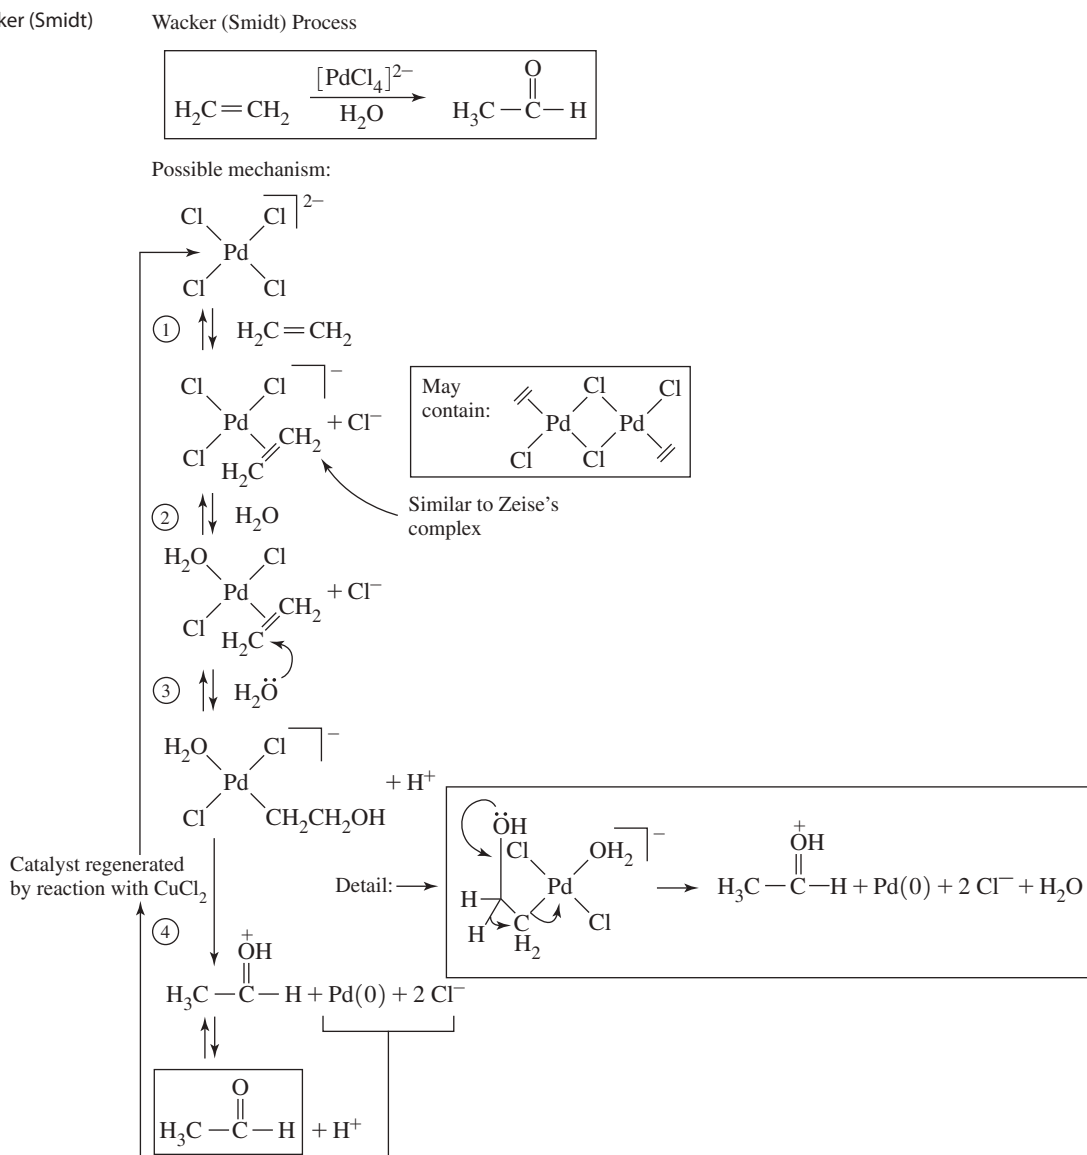 ker (Smidt)
Wacker (Smidt) Process
H₂C=CH₂ [PdCl₄]²⁻ H₂O H₃C–C–H
O
Possible mechanism:
Cl Cl 2–
Pd
Cl Cl
① H₂C=CH₂
Cl Cl –
Pd + Cl⁻
Cl CH₂
H₂C
May
contain:
Cl Cl
Pd Pd
Cl Cl
Similar to Zeise's
complex
② H₂O
H₂O Cl
Pd + Cl⁻
Cl CH₂
H₂C
③ H₂Ö
H₂O Cl –
Pd + H⁺
Cl CH₂CH₂OH
Catalyst regenerated
by reaction with CuCl₂
④
Detail:
ÖH
Cl OH₂ –
Pd
H Cl
H C
H₂
+
OH
H₃C–C–H + Pd(0) + 2 Cl⁻ + H₂O
+
OH
H₃C–C–H + Pd(0) + 2 Cl⁻
O
H₃C–C–H + H⁺